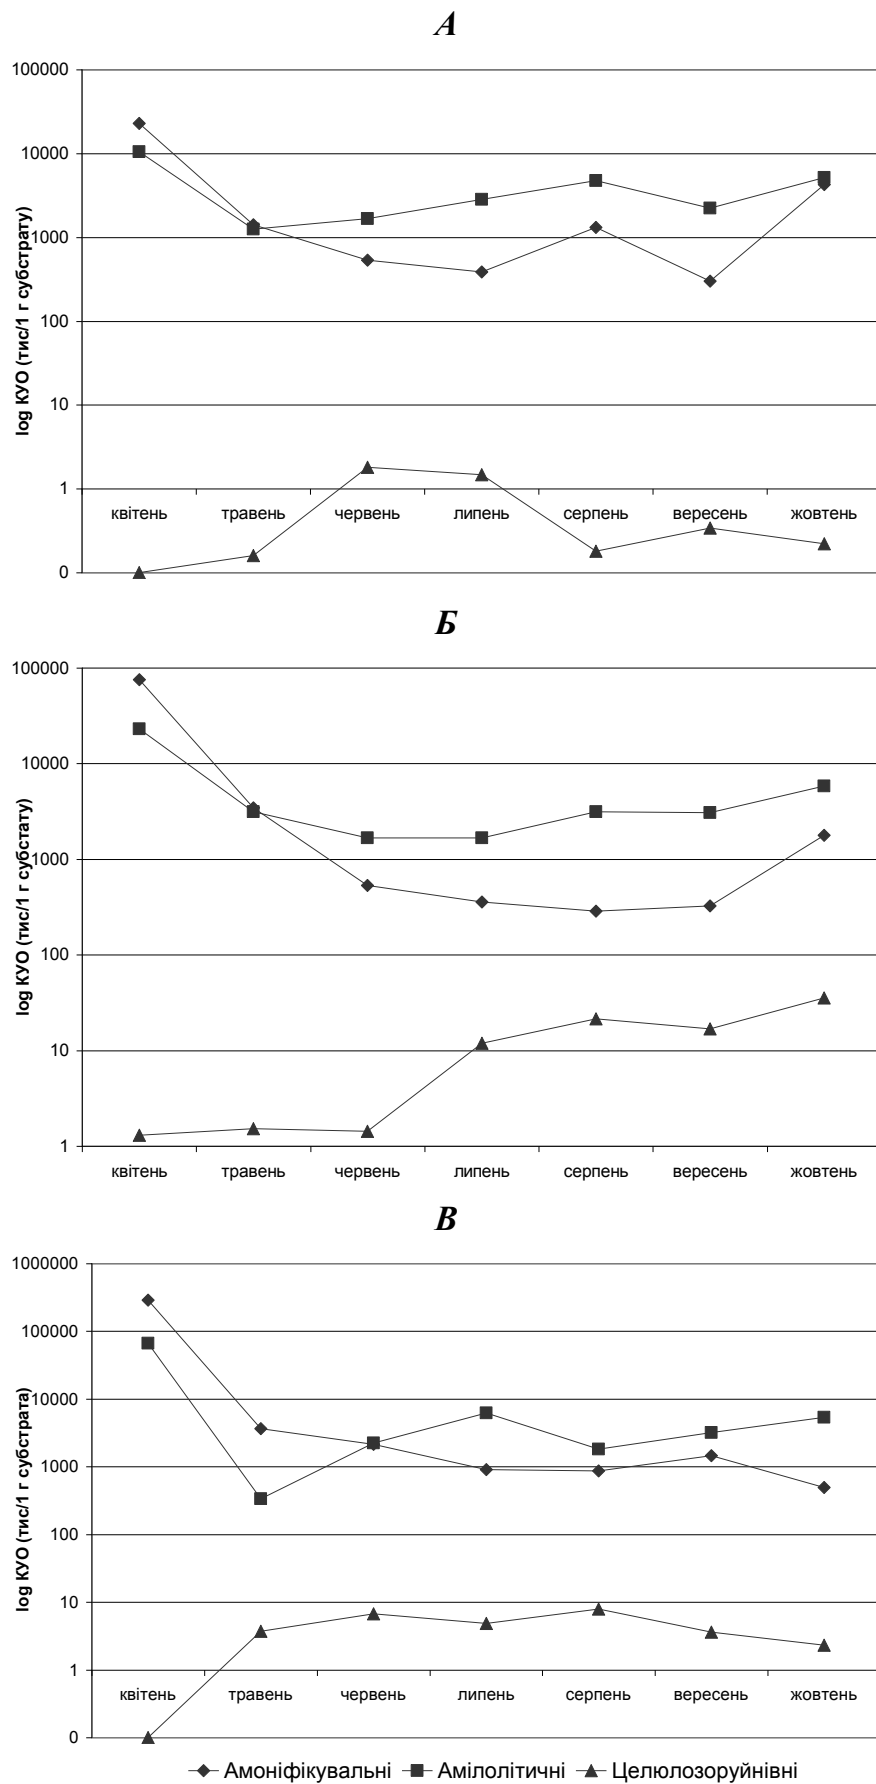 А
100000
10000
1000
100
10
1
0
log КУО (тис/1 г субстрату)
квітень травень червень липень серпень вересень жовтень
Б
100000
10000
1000
100
10
1
log КУО (тис/1 г субстату)
квітень травень червень липень серпень вересень жовтень
В
1000000
100000
10000
1000
100
10
1
0
log КУО (тис/1 г субстрата)
квітень травень червень липень серпень вересень жовтень
Амоніфікувальні Амілолітичні Целюлозоруйнівні